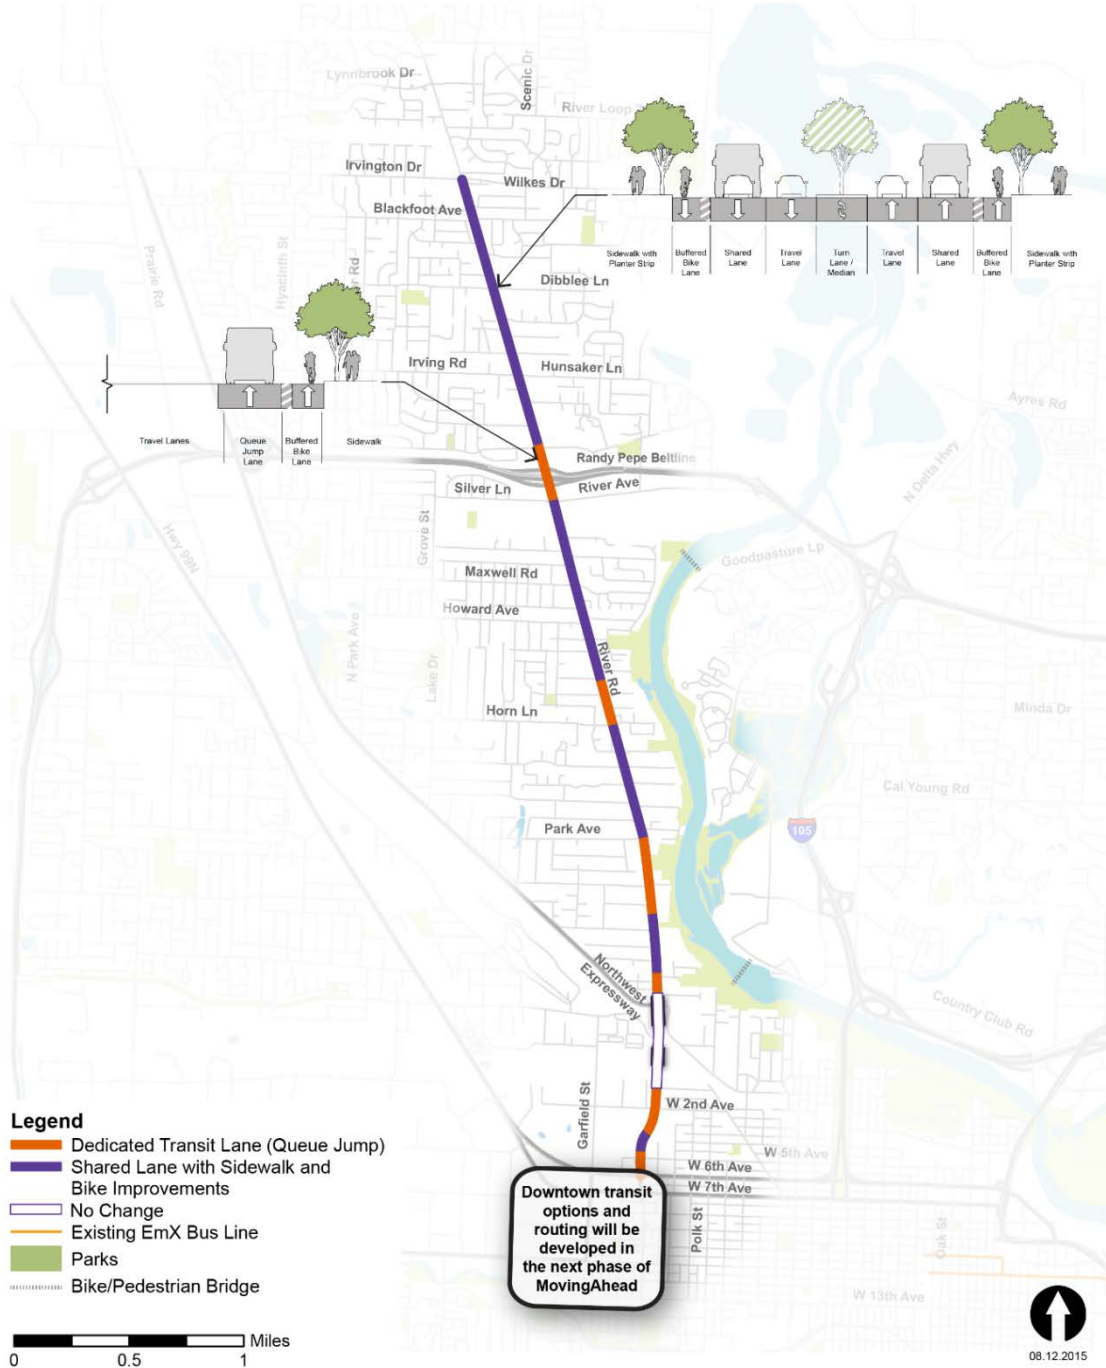 Lynnbrook Dr
Scenic Dr
River Loop
Irvington Dr
Wilkes Dr
Blackfoot Ave
Prairie Rd
Hyacinth St
Dibblee Ln
Sidewalk with
Planter Strip
Buffered
Bike
Lane
Shared
Lane
Travel
Lane
Turn
Lane /
Median
Travel
Lane
Shared
Lane
Buffered
Bike
Lane
Sidewalk with
Planter Strip
Irving Rd
Hunsaker Ln
Ayres Rd
Travel Lanes
Queue
Jump
Lane
Buffered
Bike
Lane
Sidewalk
Randy Pepe Beltline
Silver Ln
River Ave
N Delta Hwy
Grove St
Hwy 99N
Goodpasture Lp
Maxwell Rd
Howard Ave
N Park Ave
Lake Dr
River Rd
Horn Ln
Minda Dr
Cal Young Rd
Park Ave
105
Northwest
Expressway
Country Club Rd
Garfield St
W 2nd Ave
W 5th Ave
W 6th Ave
W 7th Ave
Polk St
Oak St
W 13th Ave
Downtown transit
options and
routing will be
developed in
the next phase of
MovingAhead
Legend
Dedicated Transit Lane (Queue Jump)
Shared Lane with Sidewalk and
Bike Improvements
No Change
Existing EmX Bus Line
Parks
Bike/Pedestrian Bridge
Miles
0 0.5 1
08.12.2015